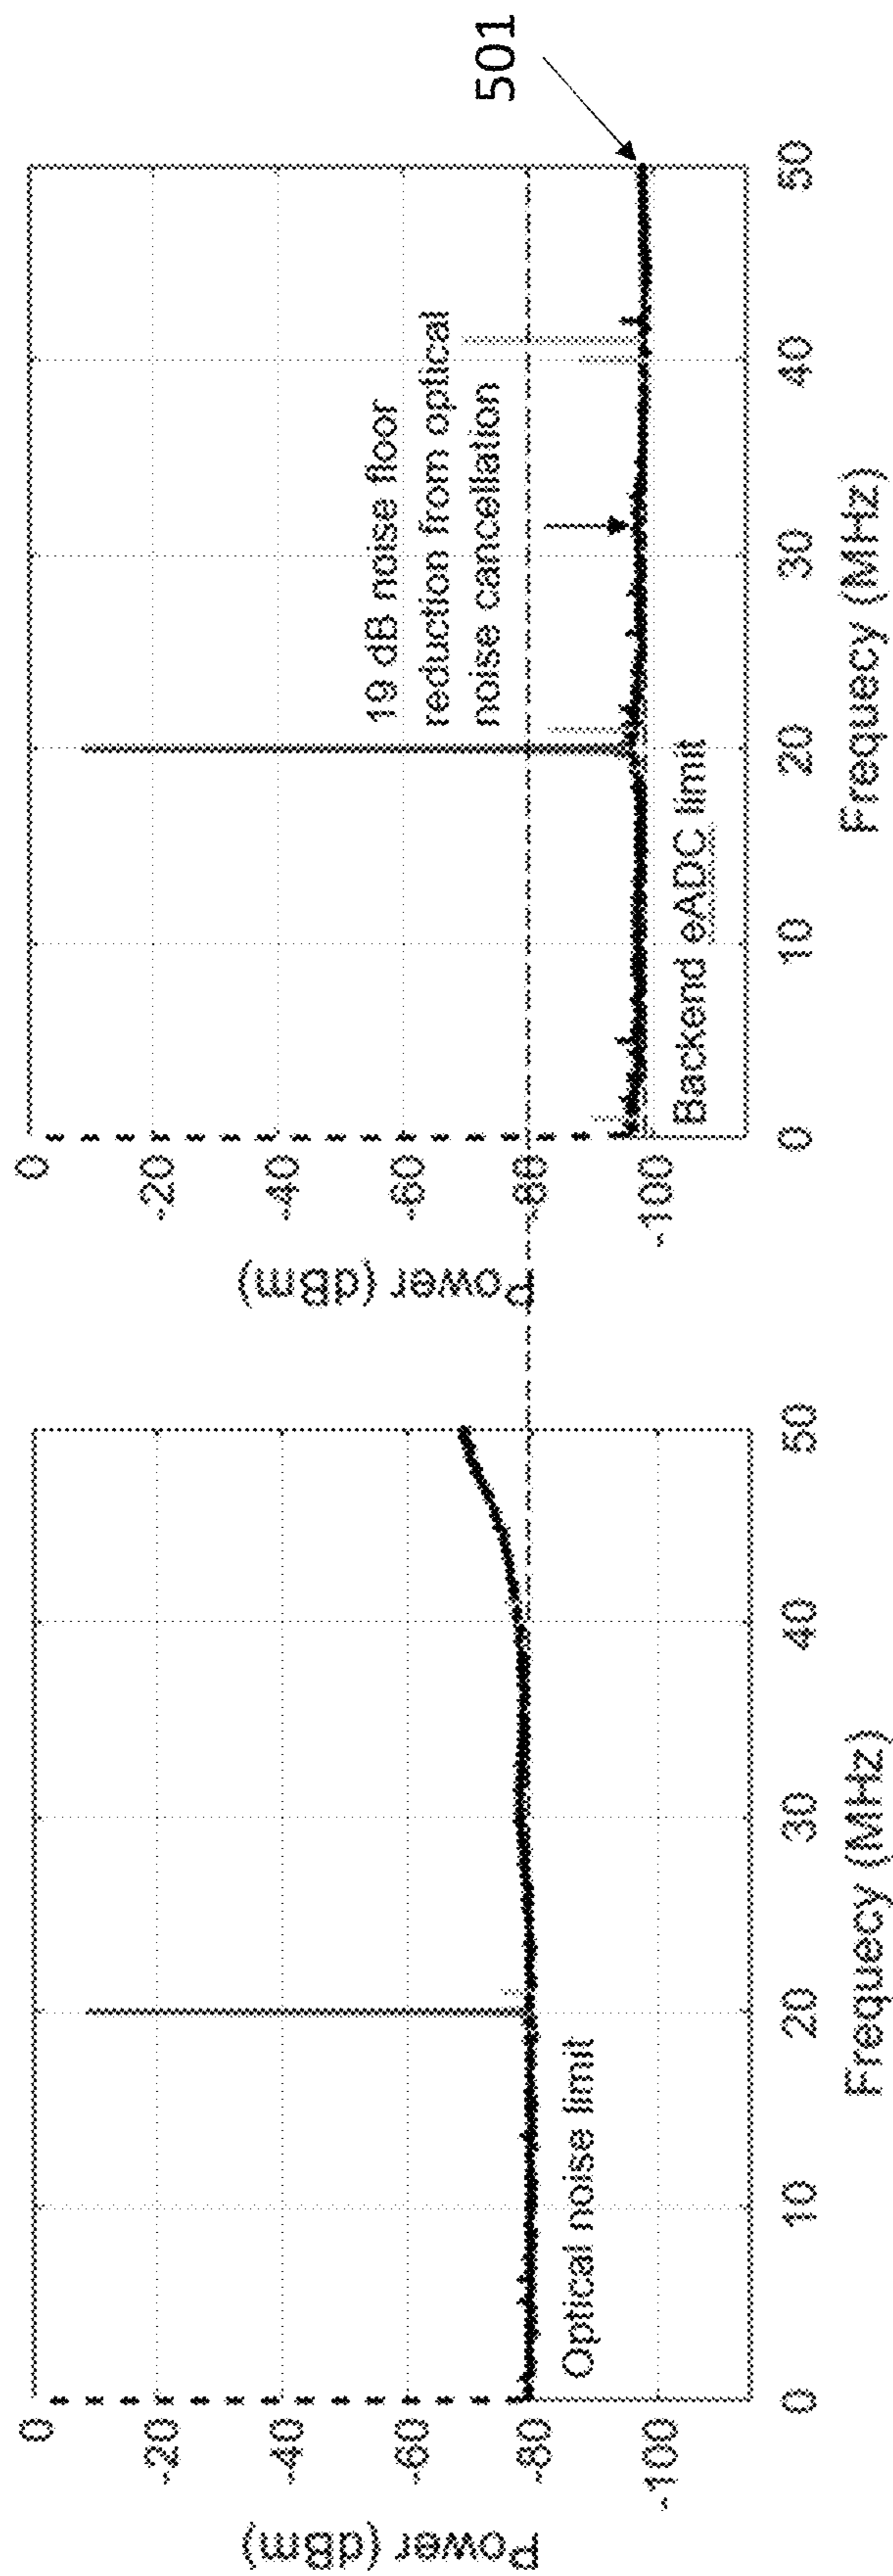 Power (dBm)
0
-20
-40
-60
-80
-100
Optical noise limit
0
10
20
30
40
50
Frequecy (MHz)
Power (dBm)
0
-20
-40
-60
-80
-100
19 dB noise floor
reduction from optical
noise cancellation
Backend eADC limit
501
0
10
20
30
40
50
Frequecy (MHz)